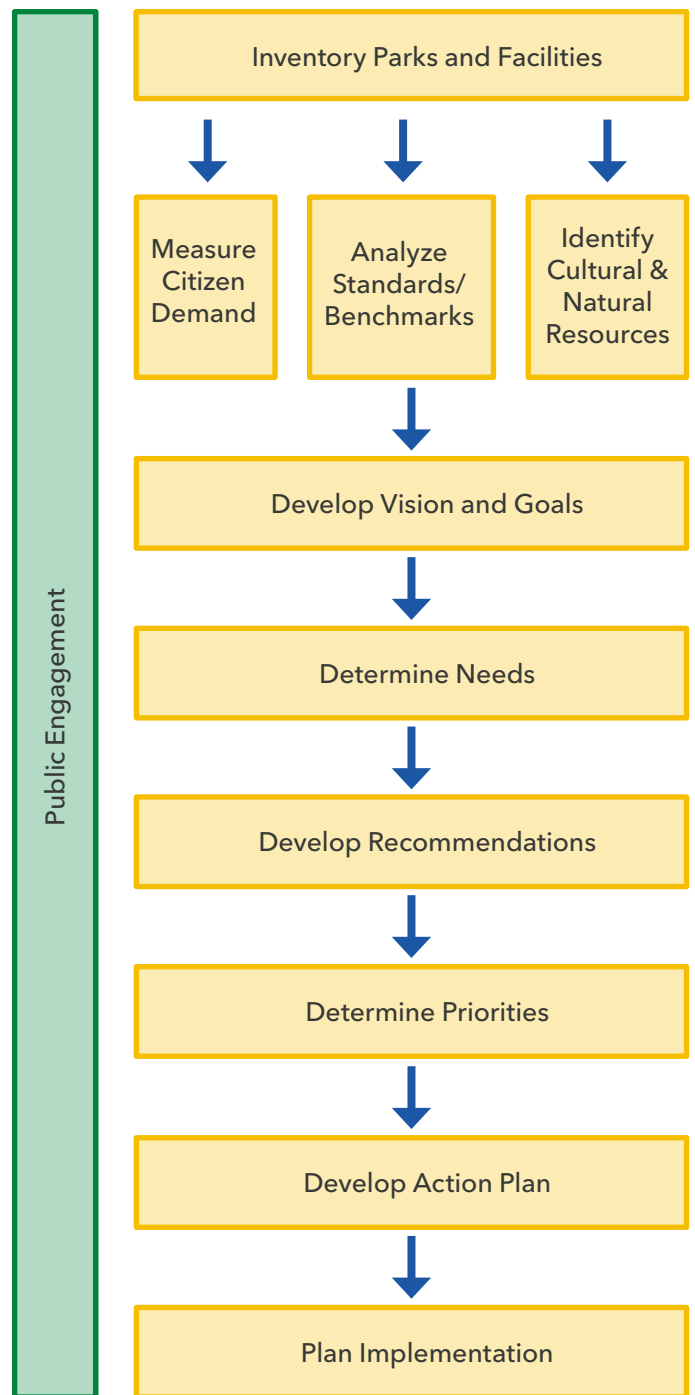 Public Engagement
Inventory Parks and Facilities
Measure
Citizen
Demand
Analyze
Standards/
Benchmarks
Identify
Cultural &
Natural
Resources
Develop Vision and Goals
Determine Needs
Develop Recommendations
Determine Priorities
Develop Action Plan
Plan Implementation